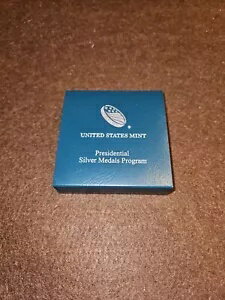 UNITED STATES MINT
Presidential
Silver Medals Program